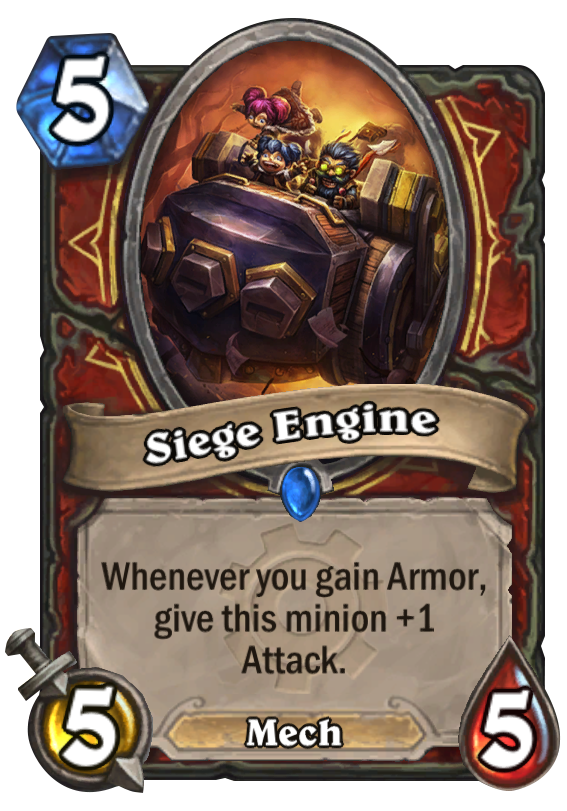 5
Siege Engine
Whenever you gain Armor,
give this minion +1
Attack.
5
Mech
5